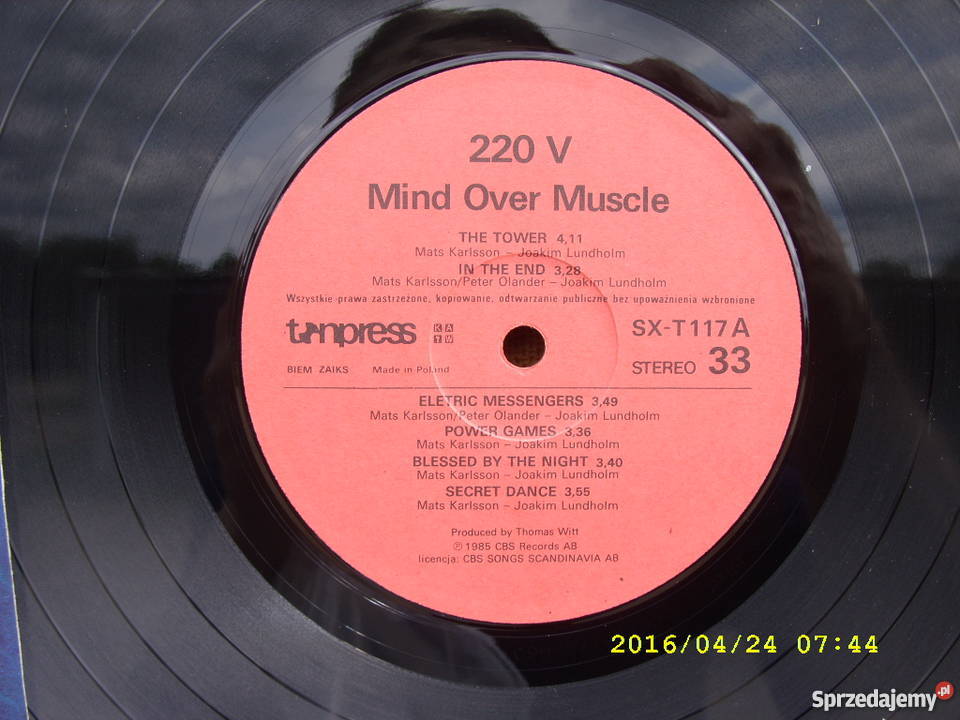 220 V
Mind Over Muscle
THE TOWER 4,11
Mats Karlsson – Joakim Lundholm
IN THE END 3,28
Mats Karlsson/Peter Olander – Joakim Lundholm
Wszystkie prawa zastrzeżone, kopiowanie, odtwarzanie publiczne bez upoważnienia wzbronione
tonpress KA TW SX-T117 A
BIEM ZAIKS Made in Poland STEREO 33
ELETRIC MESSENGERS 3,49
Mats Karlsson/Peter Olander – Joakim Lundholm
POWER GAMES 3,36
Mats Karlsson – Joakim Lundholm
BLESSED BY THE NIGHT 3,40
Mats Karlsson – Joakim Lundholm
SECRET DANCE 3,55
Mats Karlsson – Joakim Lundholm
Produced by Thomas Witt
℗ 1985 CBS Records AB
licencja: CBS SONGS SCANDINAVIA AB
2016/04/24 07:44
Sprzedajemy.pl